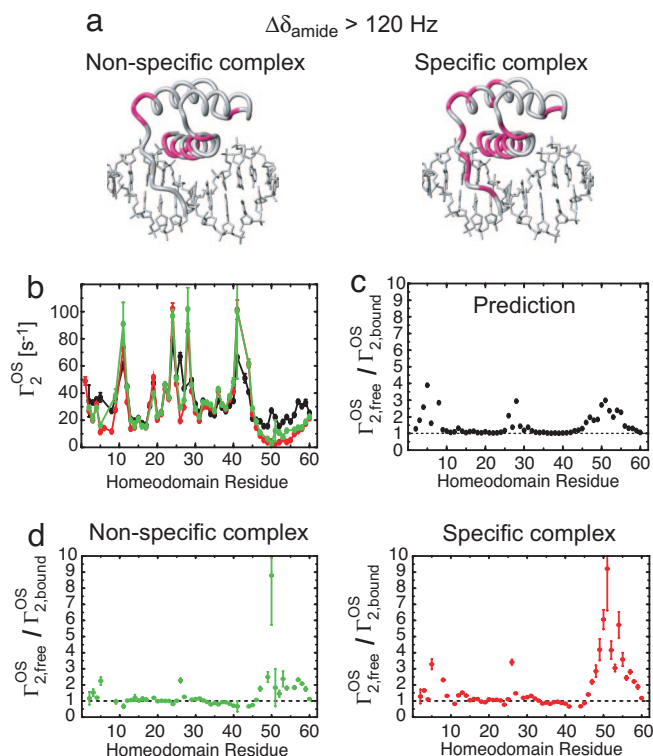 a
Δδamide > 120 Hz
Non-specific complex
Specific complex
b
Γ2OS [s-1]
100
80
60
40
20
0
10 20 30 40 50 60
Homeodomain Residue
c
Prediction
Γ2,freeOS / Γ2,boundOS
10
9
8
7
6
5
4
3
2
1
0
10 20 30 40 50 60
Homeodomain Residue
d
Non-specific complex
Γ2,freeOS / Γ2,boundOS
10
9
8
7
6
5
4
3
2
1
0
10 20 30 40 50 60
Homeodomain Residue
Specific complex
Γ2,freeOS / Γ2,boundOS
10
9
8
7
6
5
4
3
2
1
0
10 20 30 40 50 60
Homeodomain Residue